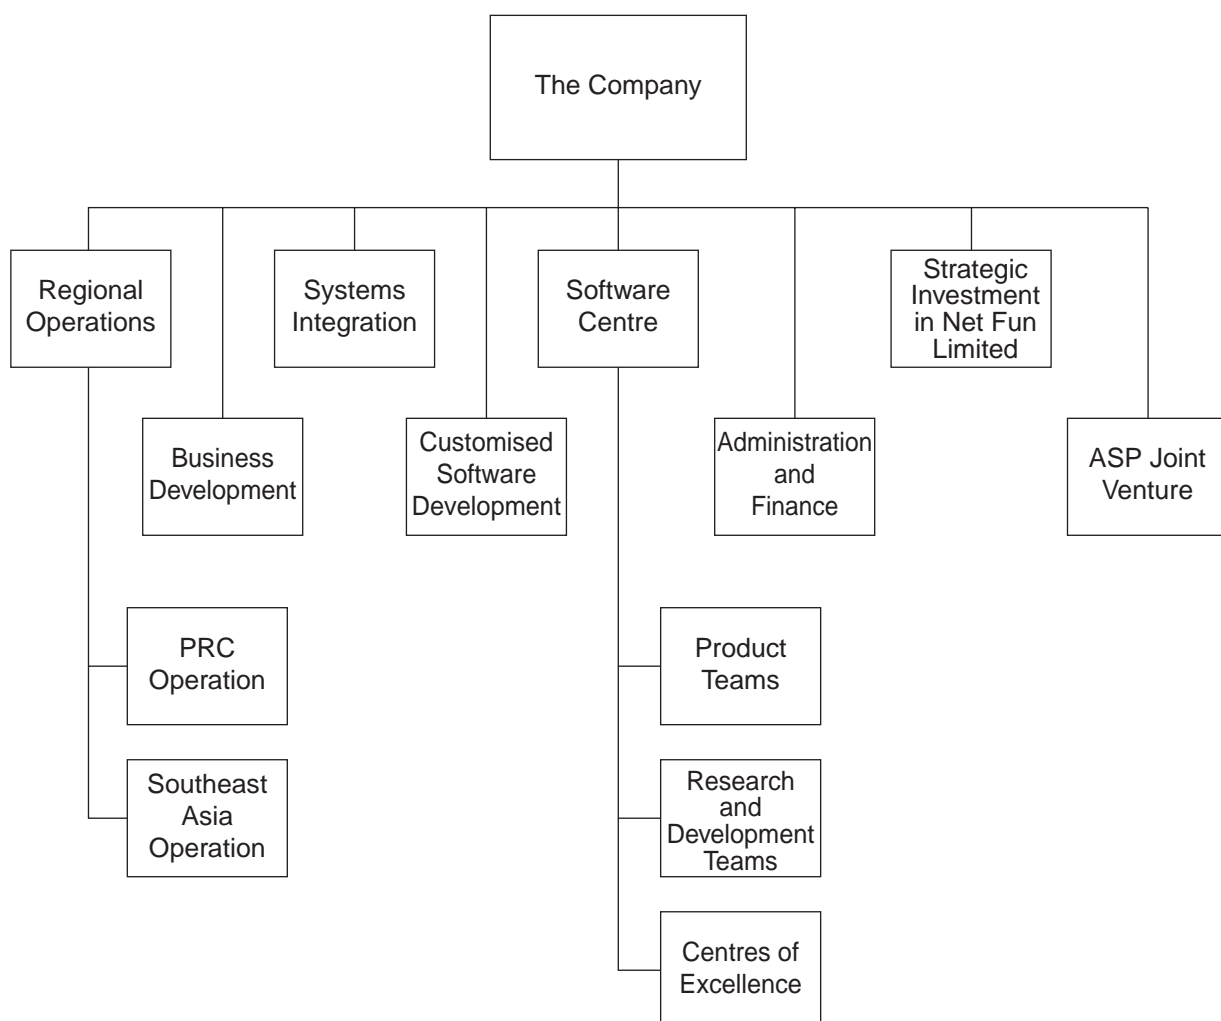 The Company
Regional
Operations
Systems
Integration
Software
Centre
Strategic
Investment
in Net Fun
Limited
Business
Development
Customised
Software
Development
Administration
and
Finance
ASP Joint
Venture
PRC
Operation
Product
Teams
Southeast
Asia
Operation
Research
and
Development
Teams
Centres of
Excellence